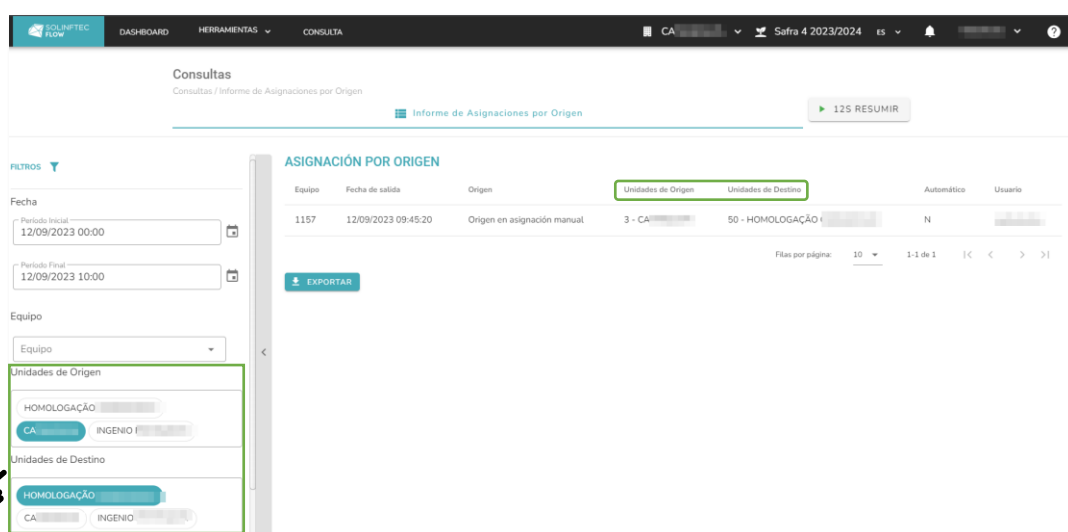 SOLINFTEC FLOW DASHBOARD HERRAMIENTAS CONSULTA CA Safra 4 2023/2024 ES
Consultas
Consultas / Informe de Asignaciones por Origen
Informe de Asignaciones por Origen
12S RESUMIR
FILTROS
Fecha
Período Inicial
12/09/2023 00:00
Período Final
12/09/2023 10:00
Equipo
Equipo
Unidades de Origen
HOMOLOGAÇÃO
CA INGENIO
Unidades de Destino
HOMOLOGAÇÃO
CA INGENIO
ASIGNACIÓN POR ORIGEN
Equipo Fecha de salida Origen Unidades de Origen Unidades de Destino Automático Usuario
1157 12/09/2023 09:45:20 Origen en asignación manual 3 - CA 50 - HOMOLOGAÇÃO N
Filas por página: 10 1-1 de 1
EXPORTAR